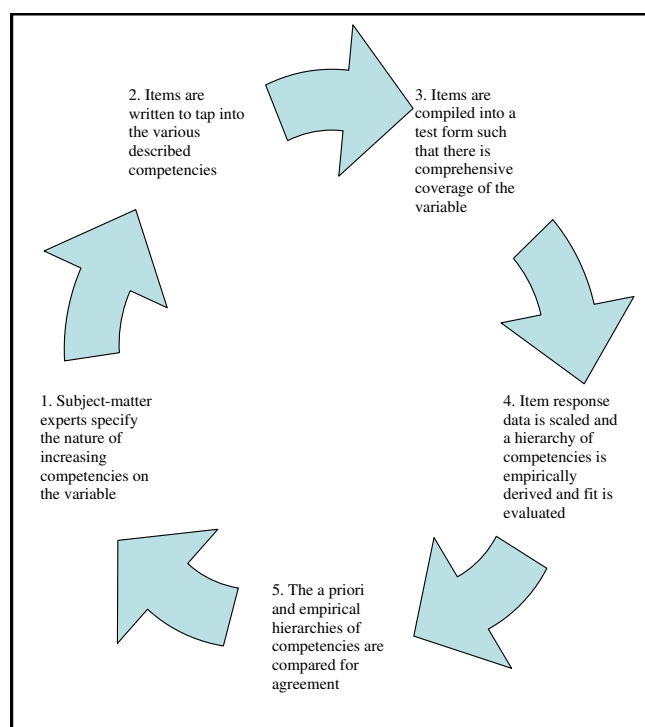 1. Subject-matter
experts specify
the nature of
increasing
competencies on
the variable
2. Items are
written to tap into
the various
described
competencies
3. Items are
compiled into a
test form such
that there is
comprehensive
coverage of the
variable
4. Item response
data is scaled and
a hierarchy of
competencies is
empirically
derived and fit is
evaluated
5. The a priori
and empirical
hierarchies of
competencies are
compared for
agreement